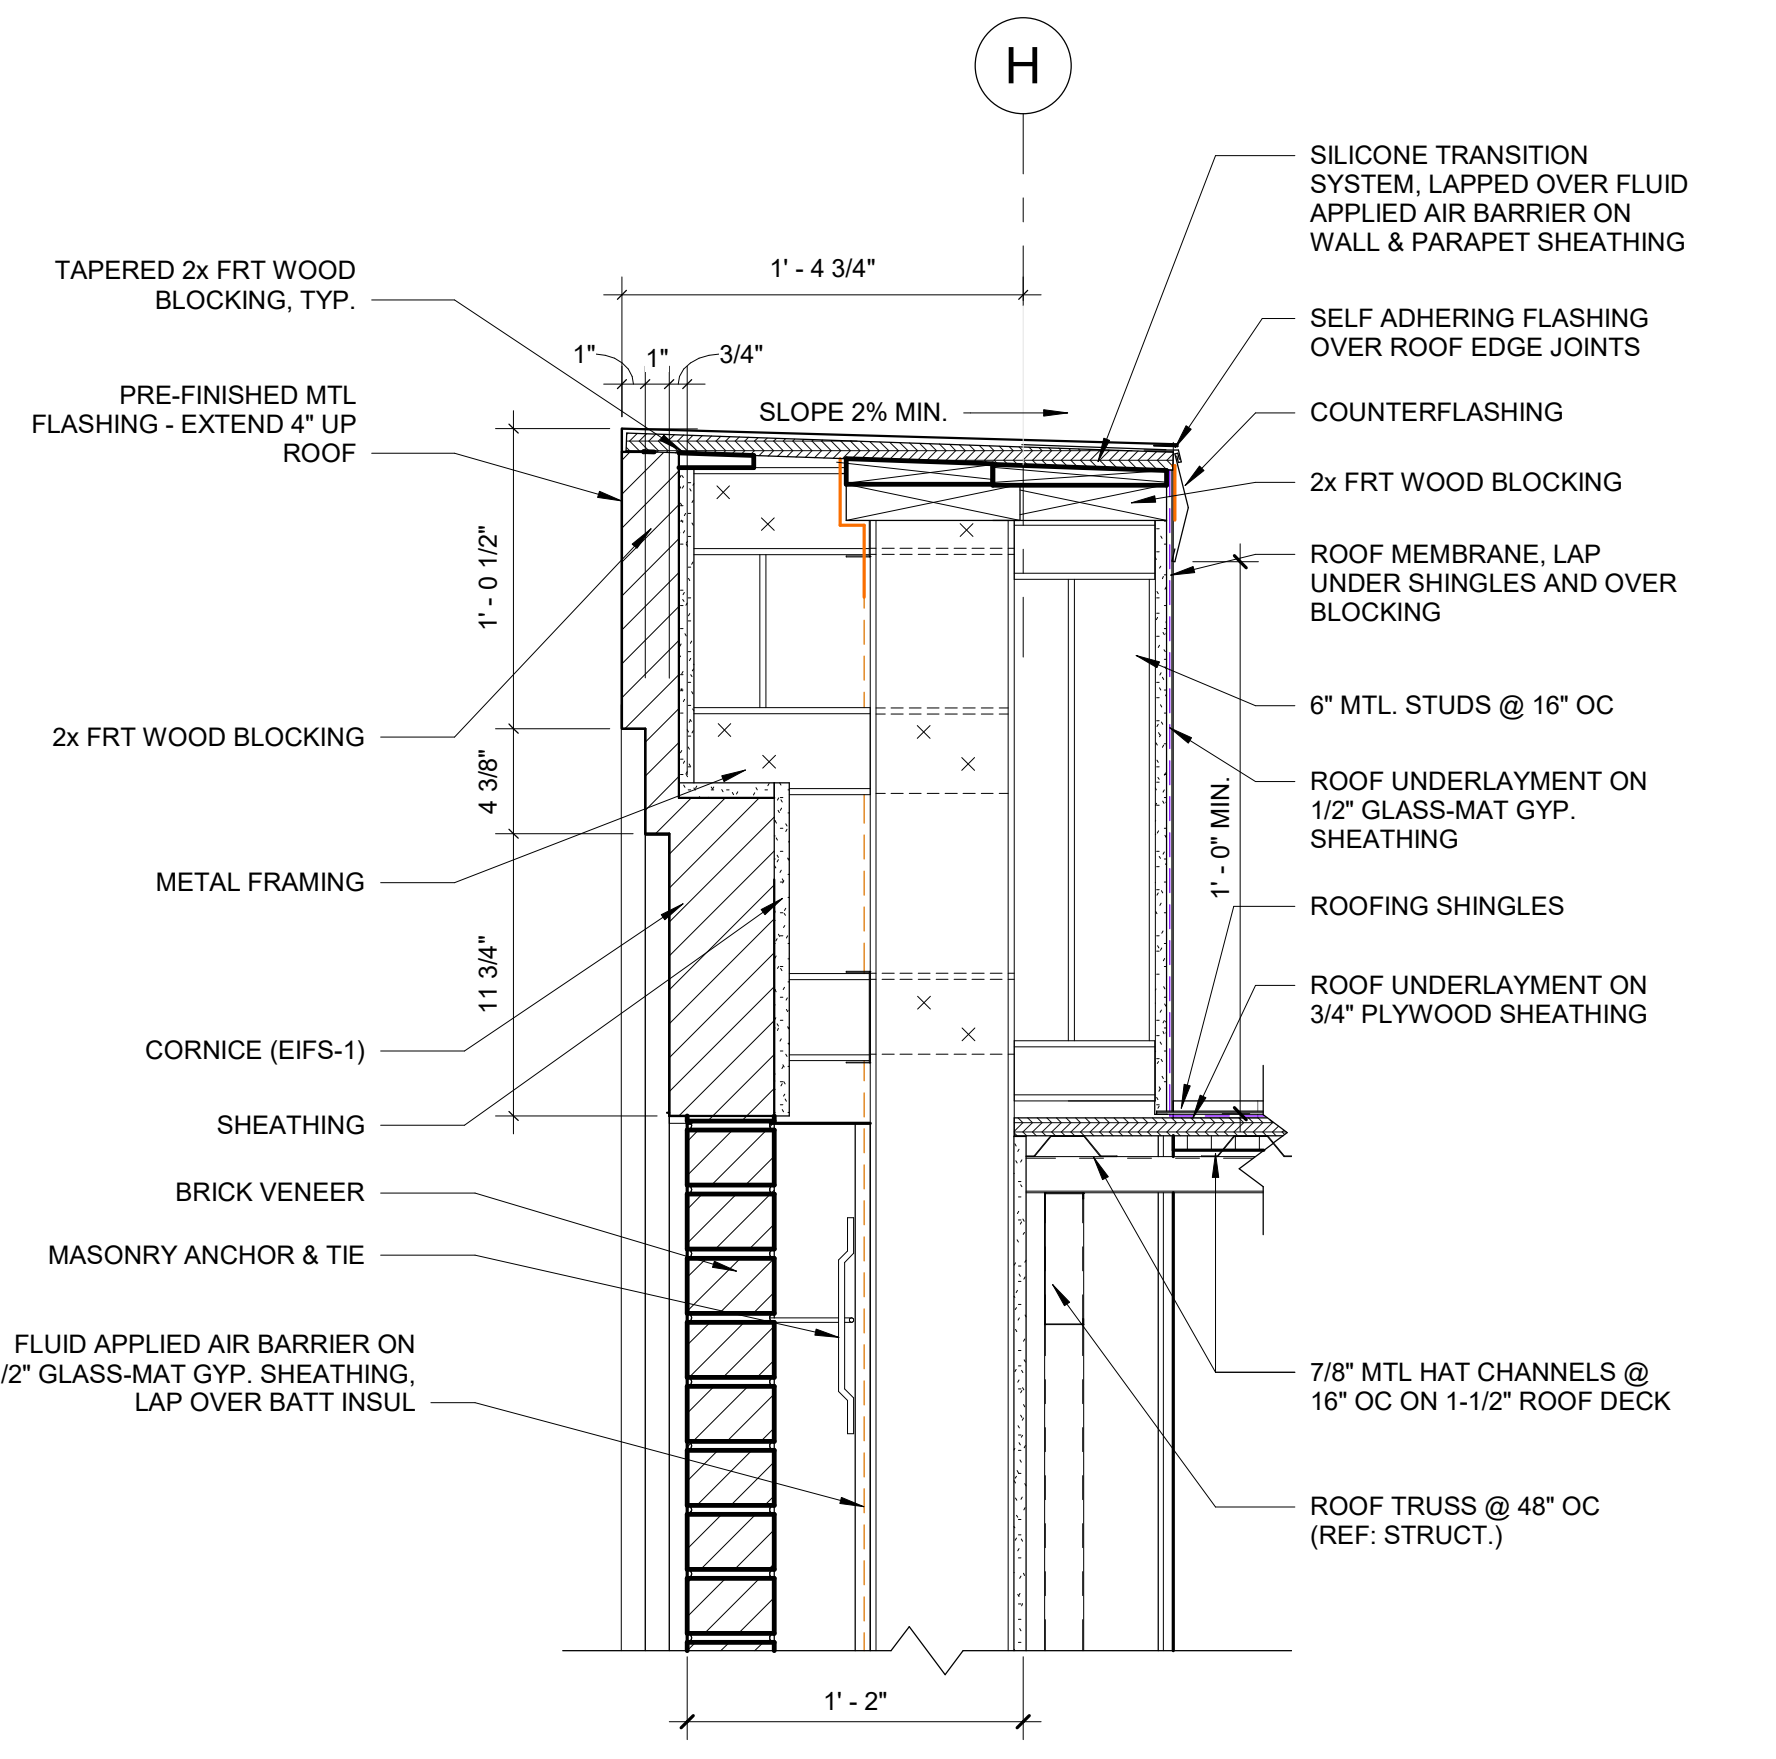 H
SILICONE TRANSITION
SYSTEM, LAPPED OVER FLUID
APPLIED AIR BARRIER ON
WALL & PARAPET SHEATHING
TAPERED 2x FRT WOOD
BLOCKING, TYP.
1' - 4 3/4"
SELF ADHERING FLASHING
OVER ROOF EDGE JOINTS
1"
1"
3/4"
PRE-FINISHED MTL
FLASHING - EXTEND 4" UP
ROOF
SLOPE 2% MIN.
COUNTERFLASHING
2x FRT WOOD BLOCKING
1' - 0 1/2"
ROOF MEMBRANE, LAP
UNDER SHINGLES AND OVER
BLOCKING
6" MTL. STUDS @ 16" OC
2x FRT WOOD BLOCKING
4 3/8"
ROOF UNDERLAYMENT ON
1/2" GLASS-MAT GYP.
SHEATHING
1' - 0" MIN.
METAL FRAMING
ROOFING SHINGLES
11 3/4"
ROOF UNDERLAYMENT ON
3/4" PLYWOOD SHEATHING
CORNICE (EIFS-1)
SHEATHING
BRICK VENEER
MASONRY ANCHOR & TIE
FLUID APPLIED AIR BARRIER ON
/2" GLASS-MAT GYP. SHEATHING,
LAP OVER BATT INSUL
7/8" MTL HAT CHANNELS @
16" OC ON 1-1/2" ROOF DECK
ROOF TRUSS @ 48" OC
(REF: STRUCT.)
1' - 2"